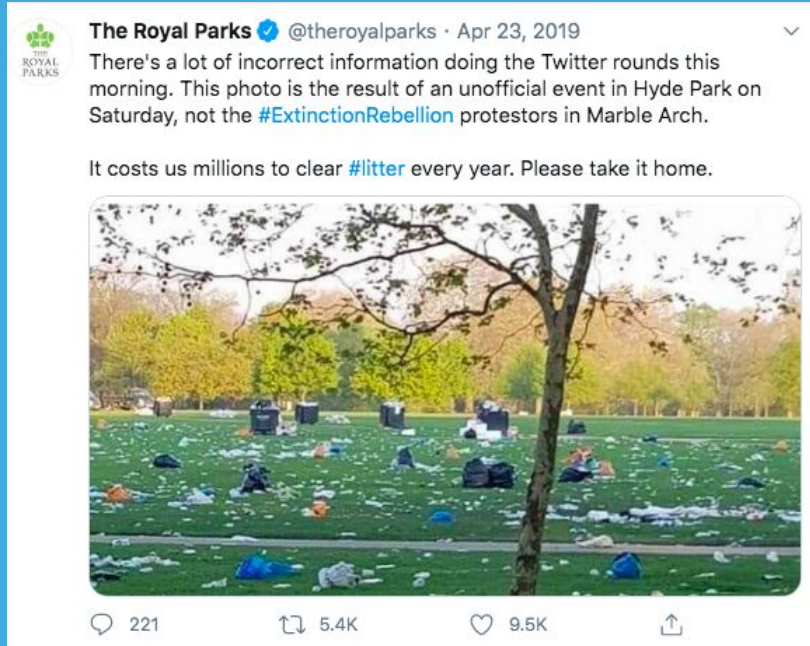 The Royal Parks @theroyalparks · Apr 23, 2019
THE
ROYAL
PARKS
There's a lot of incorrect information doing the Twitter rounds this
morning. This photo is the result of an unofficial event in Hyde Park on
Saturday, not the #ExtinctionRebellion protestors in Marble Arch.
It costs us millions to clear #litter every year. Please take it home.
221 5.4K 9.5K